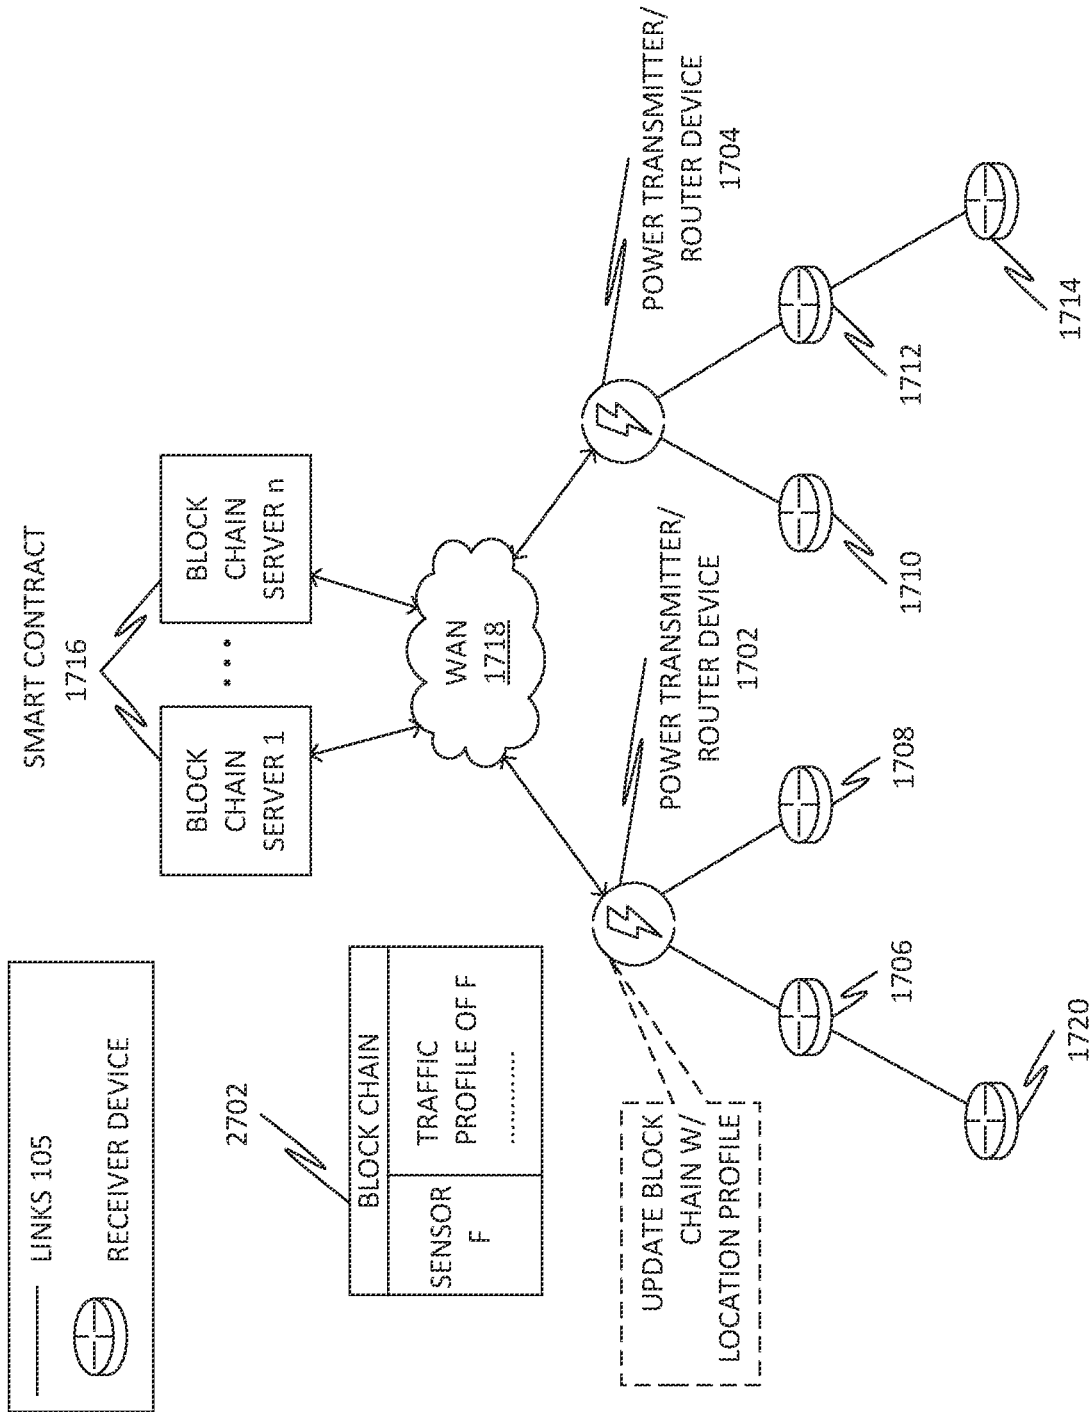 LINKS 105
RECEIVER DEVICE
2702
BLOCK CHAIN
SENSOR
F
TRAFFIC
PROFILE OF F
..........
SMART CONTRACT
1716
BLOCK
CHAIN
SERVER 1
...
BLOCK
CHAIN
SERVER n
WAN
1718
UPDATE BLOCK
CHAIN W/
LOCATION PROFILE
POWER TRANSMITTER/
ROUTER DEVICE
1702
POWER TRANSMITTER/
ROUTER DEVICE
1704
1720
1706
1708
1710
1712
1714